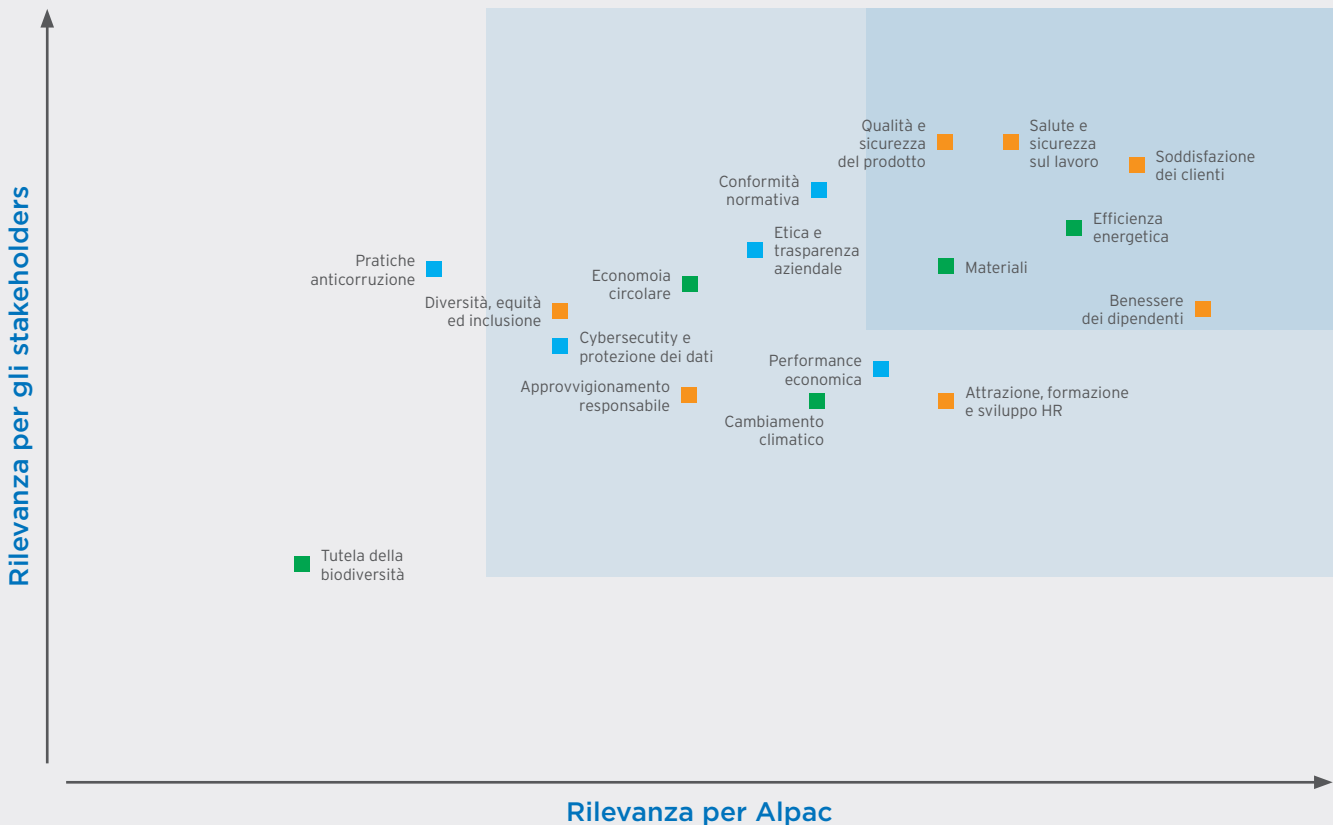 Rilevanza per gli stakeholders
Qualità e
sicurezza
del prodotto
Salute e
sicurezza
sul lavoro
Soddisfazione
dei clienti
Conformità
normativa
Efficienza
energetica
Etica e
trasparenza
aziendale
Pratiche
anticorruzione
Economoia
circolare
Materiali
Diversità, equità
ed inclusione
Benessere
dei dipendenti
Cybersecutity e
protezione dei dati
Performance
economica
Approvvigionamento
responsabile
Attrazione, formazione
e sviluppo HR
Cambiamento
climatico
Tutela della
biodiversità
Rilevanza per Alpac